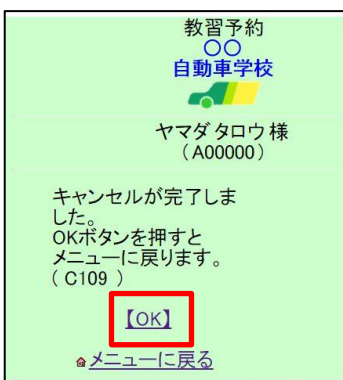 教習予約
○○
自動車学校
ヤマダ タロウ 様
（A00000）
キャンセルが完了しま
した。
OKボタンを押すと
メニューに戻ります。
（ C109 ）
【OK】
メニューに戻る